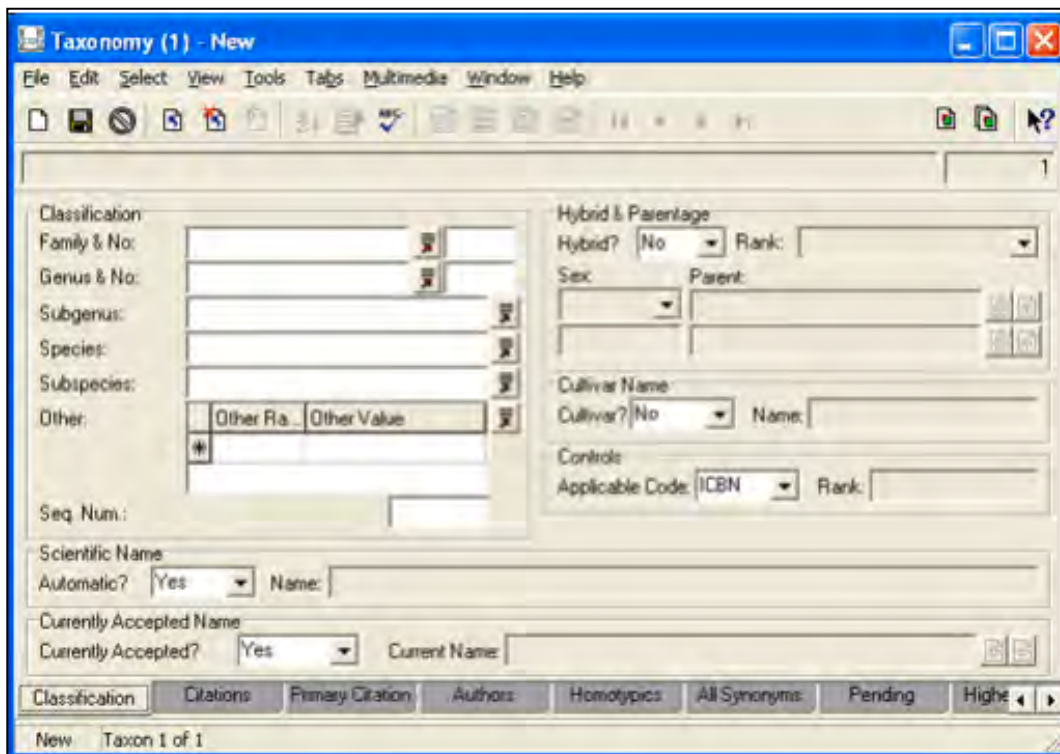 Taxonomy (1) - New
File Edit Select View Tools Tabs Multimedia Window Help
1
Classification
Family & No:
Genus & No:
Subgenus:
Species:
Subspecies:
Other:
Other Ra... Other Value
Seq. Num.:
Hybrid & Parentage
Hybrid? No Rank:
Sex: Parent:
Cultivar Name
Cultivar? No Name:
Controls
Applicable Code: ICBN Rank:
Scientific Name
Automatic? Yes Name:
Currently Accepted Name
Currently Accepted? Yes Current Name:
Classification Citations Primary Citation Authors Homotypics All Synonyms Pending Highe
New Taxon 1 of 1